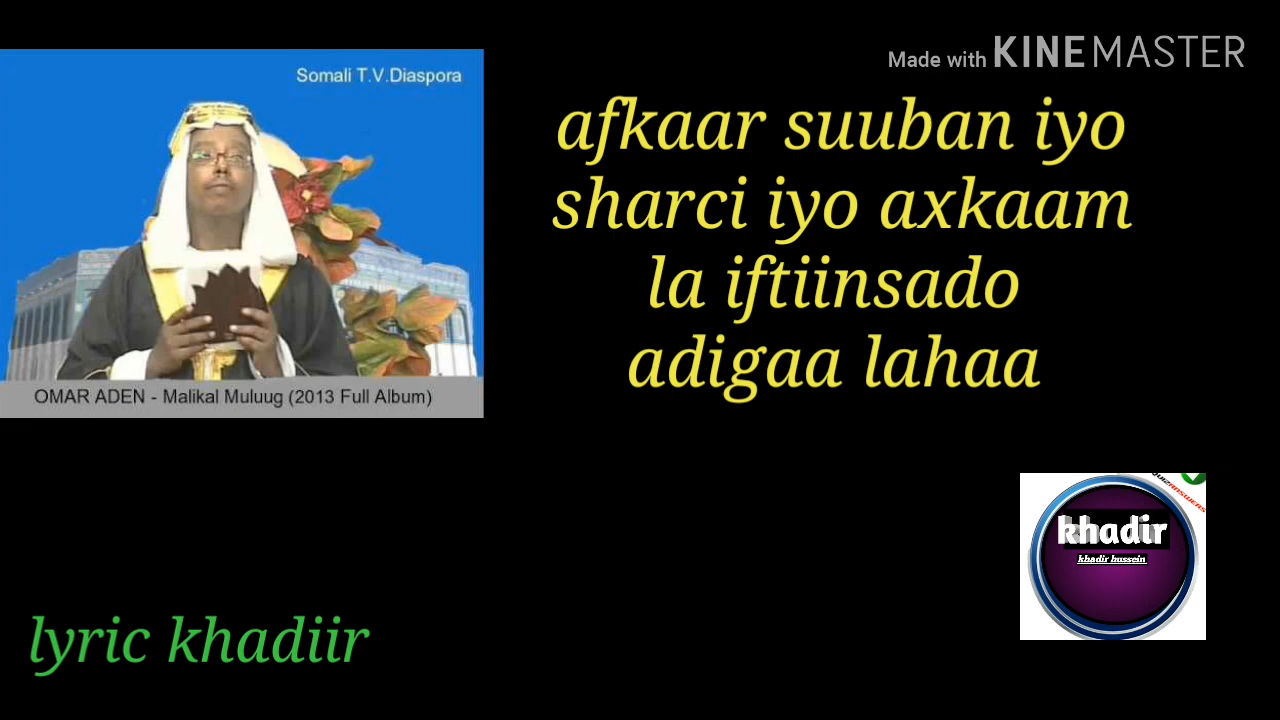 Made with KINEMASTER
Somali T.V.Diaspora
afkaar suuban iyo
sharci iyo axkaam
la iftiinsado
adigaa lahaa
OMAR ADEN - Malikal Muluug (2013 Full Album)
khadir
khadir hussein
lyric khadiir